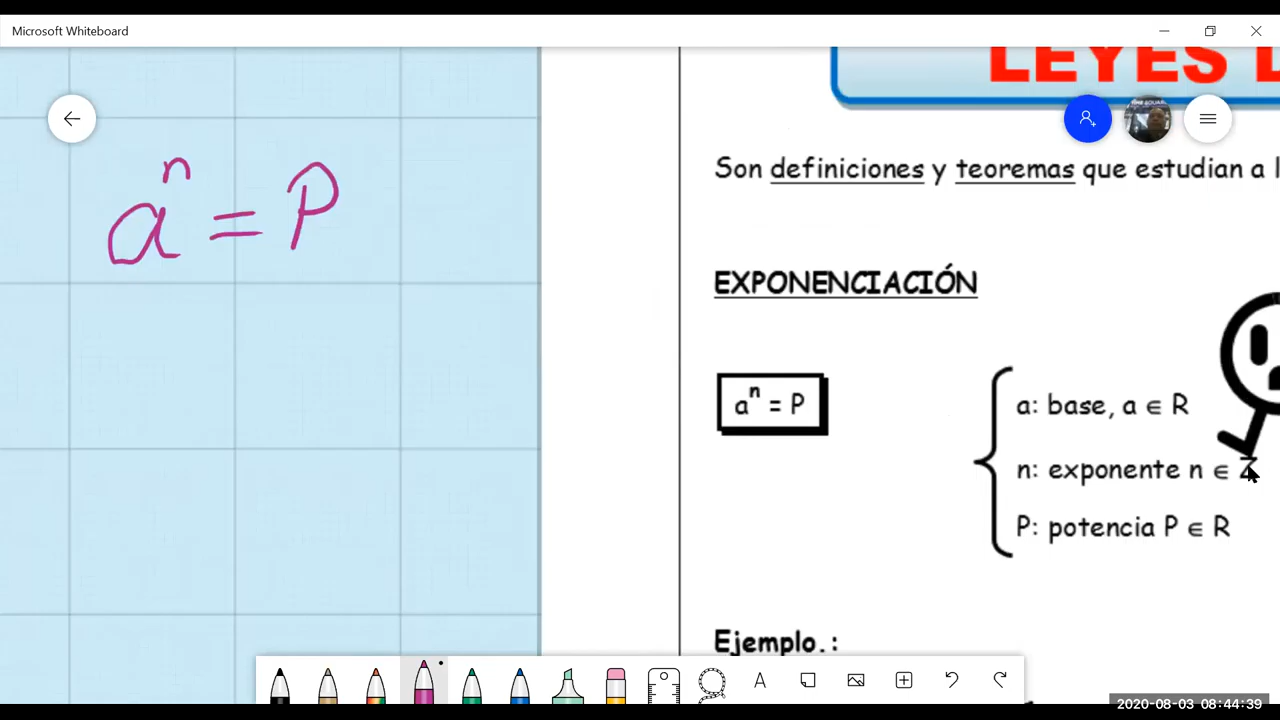 Microsoft Whiteboard
LEYES
aⁿ = P
Son definiciones y teoremas que estudian a l
EXPONENCIACIÓN
aⁿ = P
a: base, a ∈ R
n: exponente n ∈ Z
P: potencia P ∈ R
Ejemplo.:
A
2020-08-03 08:44:39